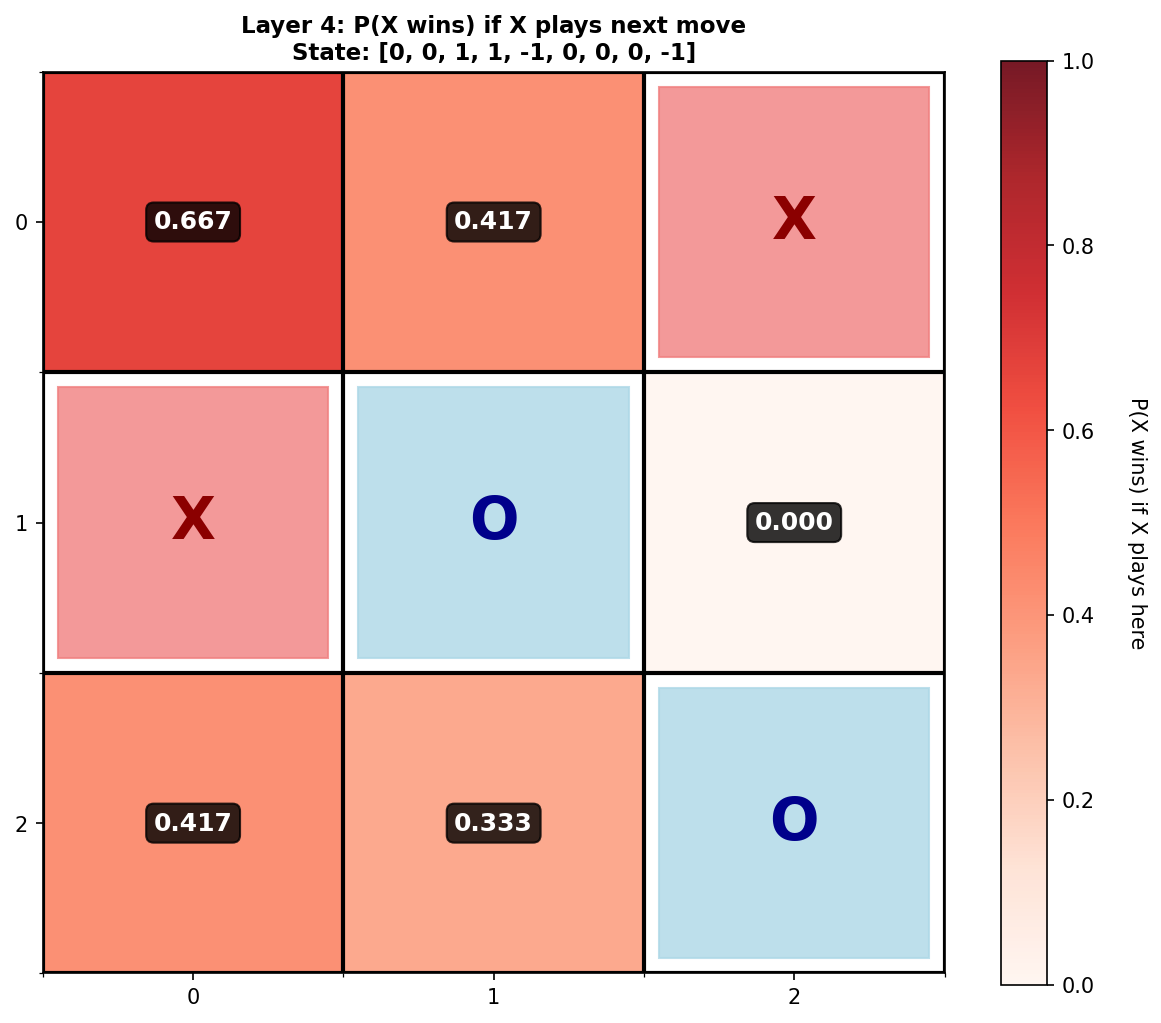 Layer 4: P(X wins) if X plays next move
State: [0, 0, 1, 1, -1, 0, 0, 0, -1]
0
0.667
0.417
X
1
X
O
0.000
2
0.417
0.333
O
0
1
2
1.0
0.8
0.6
0.4
0.2
0.0
P(X wins) if X plays here